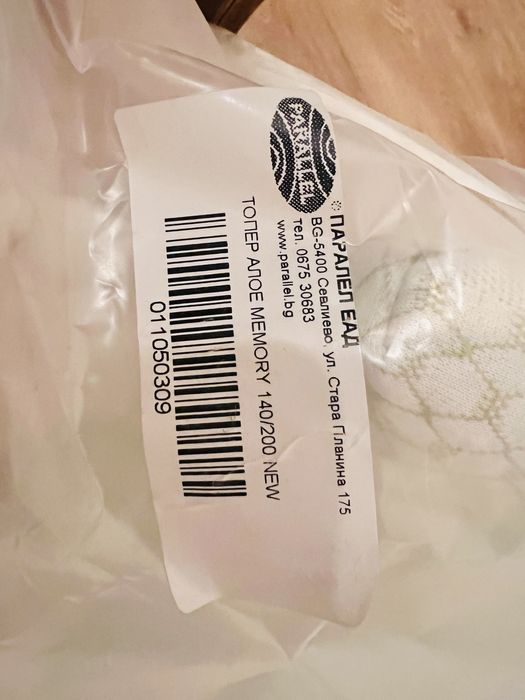 PARALLEL
※ ПАРАЛЕЛ ЕАД
BG-5400 Севлиево, ул. Стара Планина 175
тел. 0675 30683
www.parallel.bg
ТОПЕР АЛОЕ MEMORY 140/200 NEW
011050309